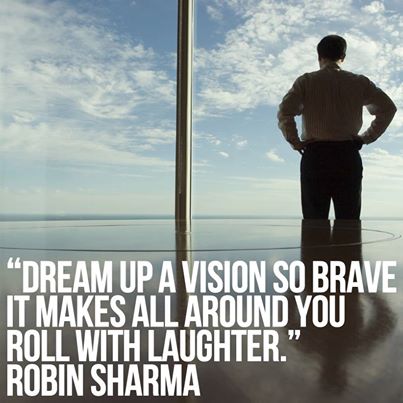 “DREAM UP A VISION SO BRAVE
IT MAKES ALL AROUND YOU
ROLL WITH LAUGHTER.”
ROBIN SHARMA